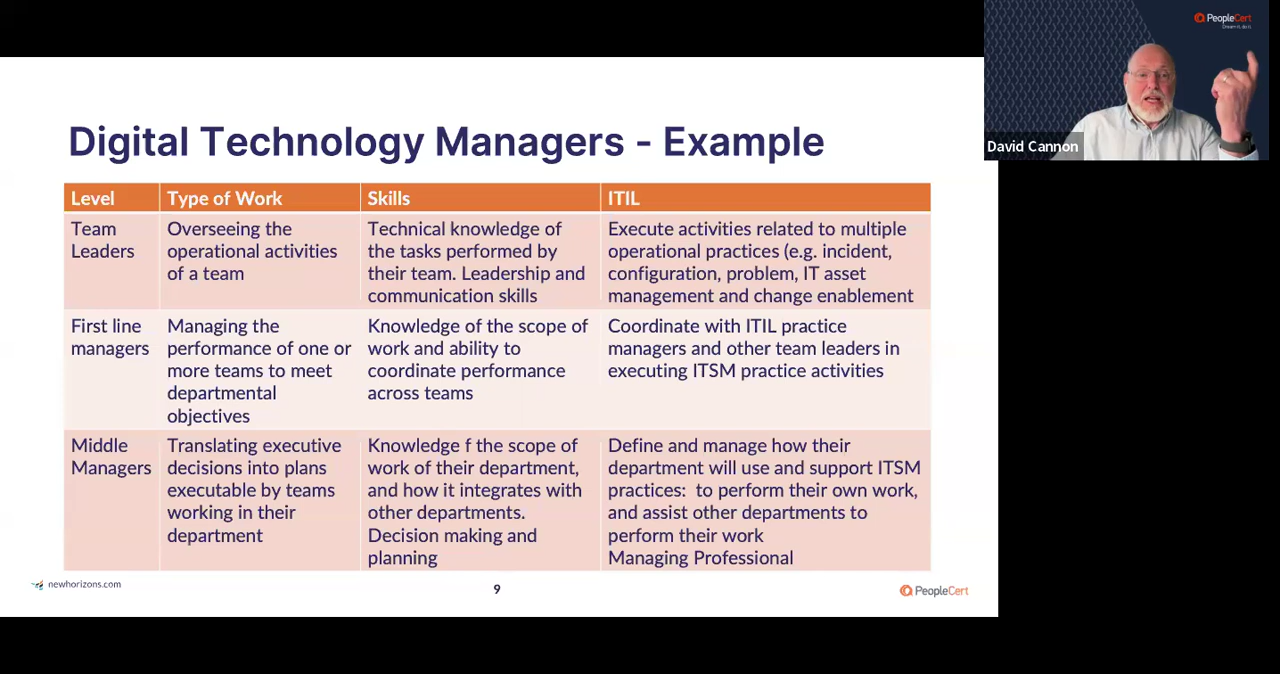 PeopleCert
David Cannon
Digital Technology Managers - Example
Level
Type of Work
Skills
ITIL
Team
Leaders
Overseeing the
operational activities
of a team
Technical knowledge of
the tasks performed by
their team. Leadership and
communication skills
Execute activities related to multiple
operational practices (e.g. incident,
configuration, problem, IT asset
management and change enablement
First line
managers
Managing the
performance of one or
more teams to meet
departmental
objectives
Knowledge of the scope of
work and ability to
coordinate performance
across teams
Coordinate with ITIL practice
managers and other team leaders in
executing ITSM practice activities
Middle
Managers
Translating executive
decisions into plans
executable by teams
working in their
department
Knowledge f the scope of
work of their department,
and how it integrates with
other departments.
Decision making and
planning
Define and manage how their
department will use and support ITSM
practices:  to perform their own work,
and assist other departments to
perform their work
Managing Professional
newhorizons.com
9
PeopleCert